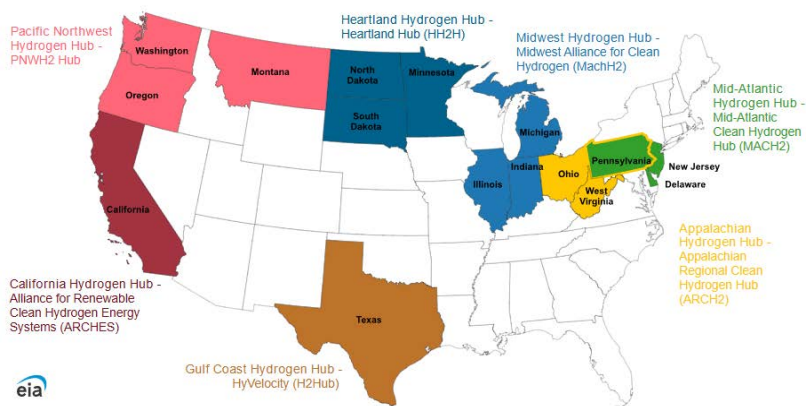 Pacific Northwest
Hydrogen Hub -
PNWH2 Hub
Washington
Oregon
Montana
Heartland Hydrogen Hub -
Heartland Hub (HH2H)
North
Dakota
Minnesota
South
Dakota
Midwest Hydrogen Hub -
Midwest Alliance for Clean
Hydrogen (MachH2)
Michigan
Illinois
Indiana
Mid-Atlantic
Hydrogen Hub -
Mid-Atlantic
Clean Hydrogen
Hub (MACH2)
Pennsylvania
New Jersey
Delaware
Ohio
West
Virginia
Appalachian
Hydrogen Hub -
Appalachian
Regional Clean
Hydrogen Hub
(ARCH2)
California
California Hydrogen Hub -
Alliance for Renewable
Clean Hydrogen Energy
Systems (ARCHES)
Texas
Gulf Coast Hydrogen Hub -
HyVelocity (H2Hub)
eia